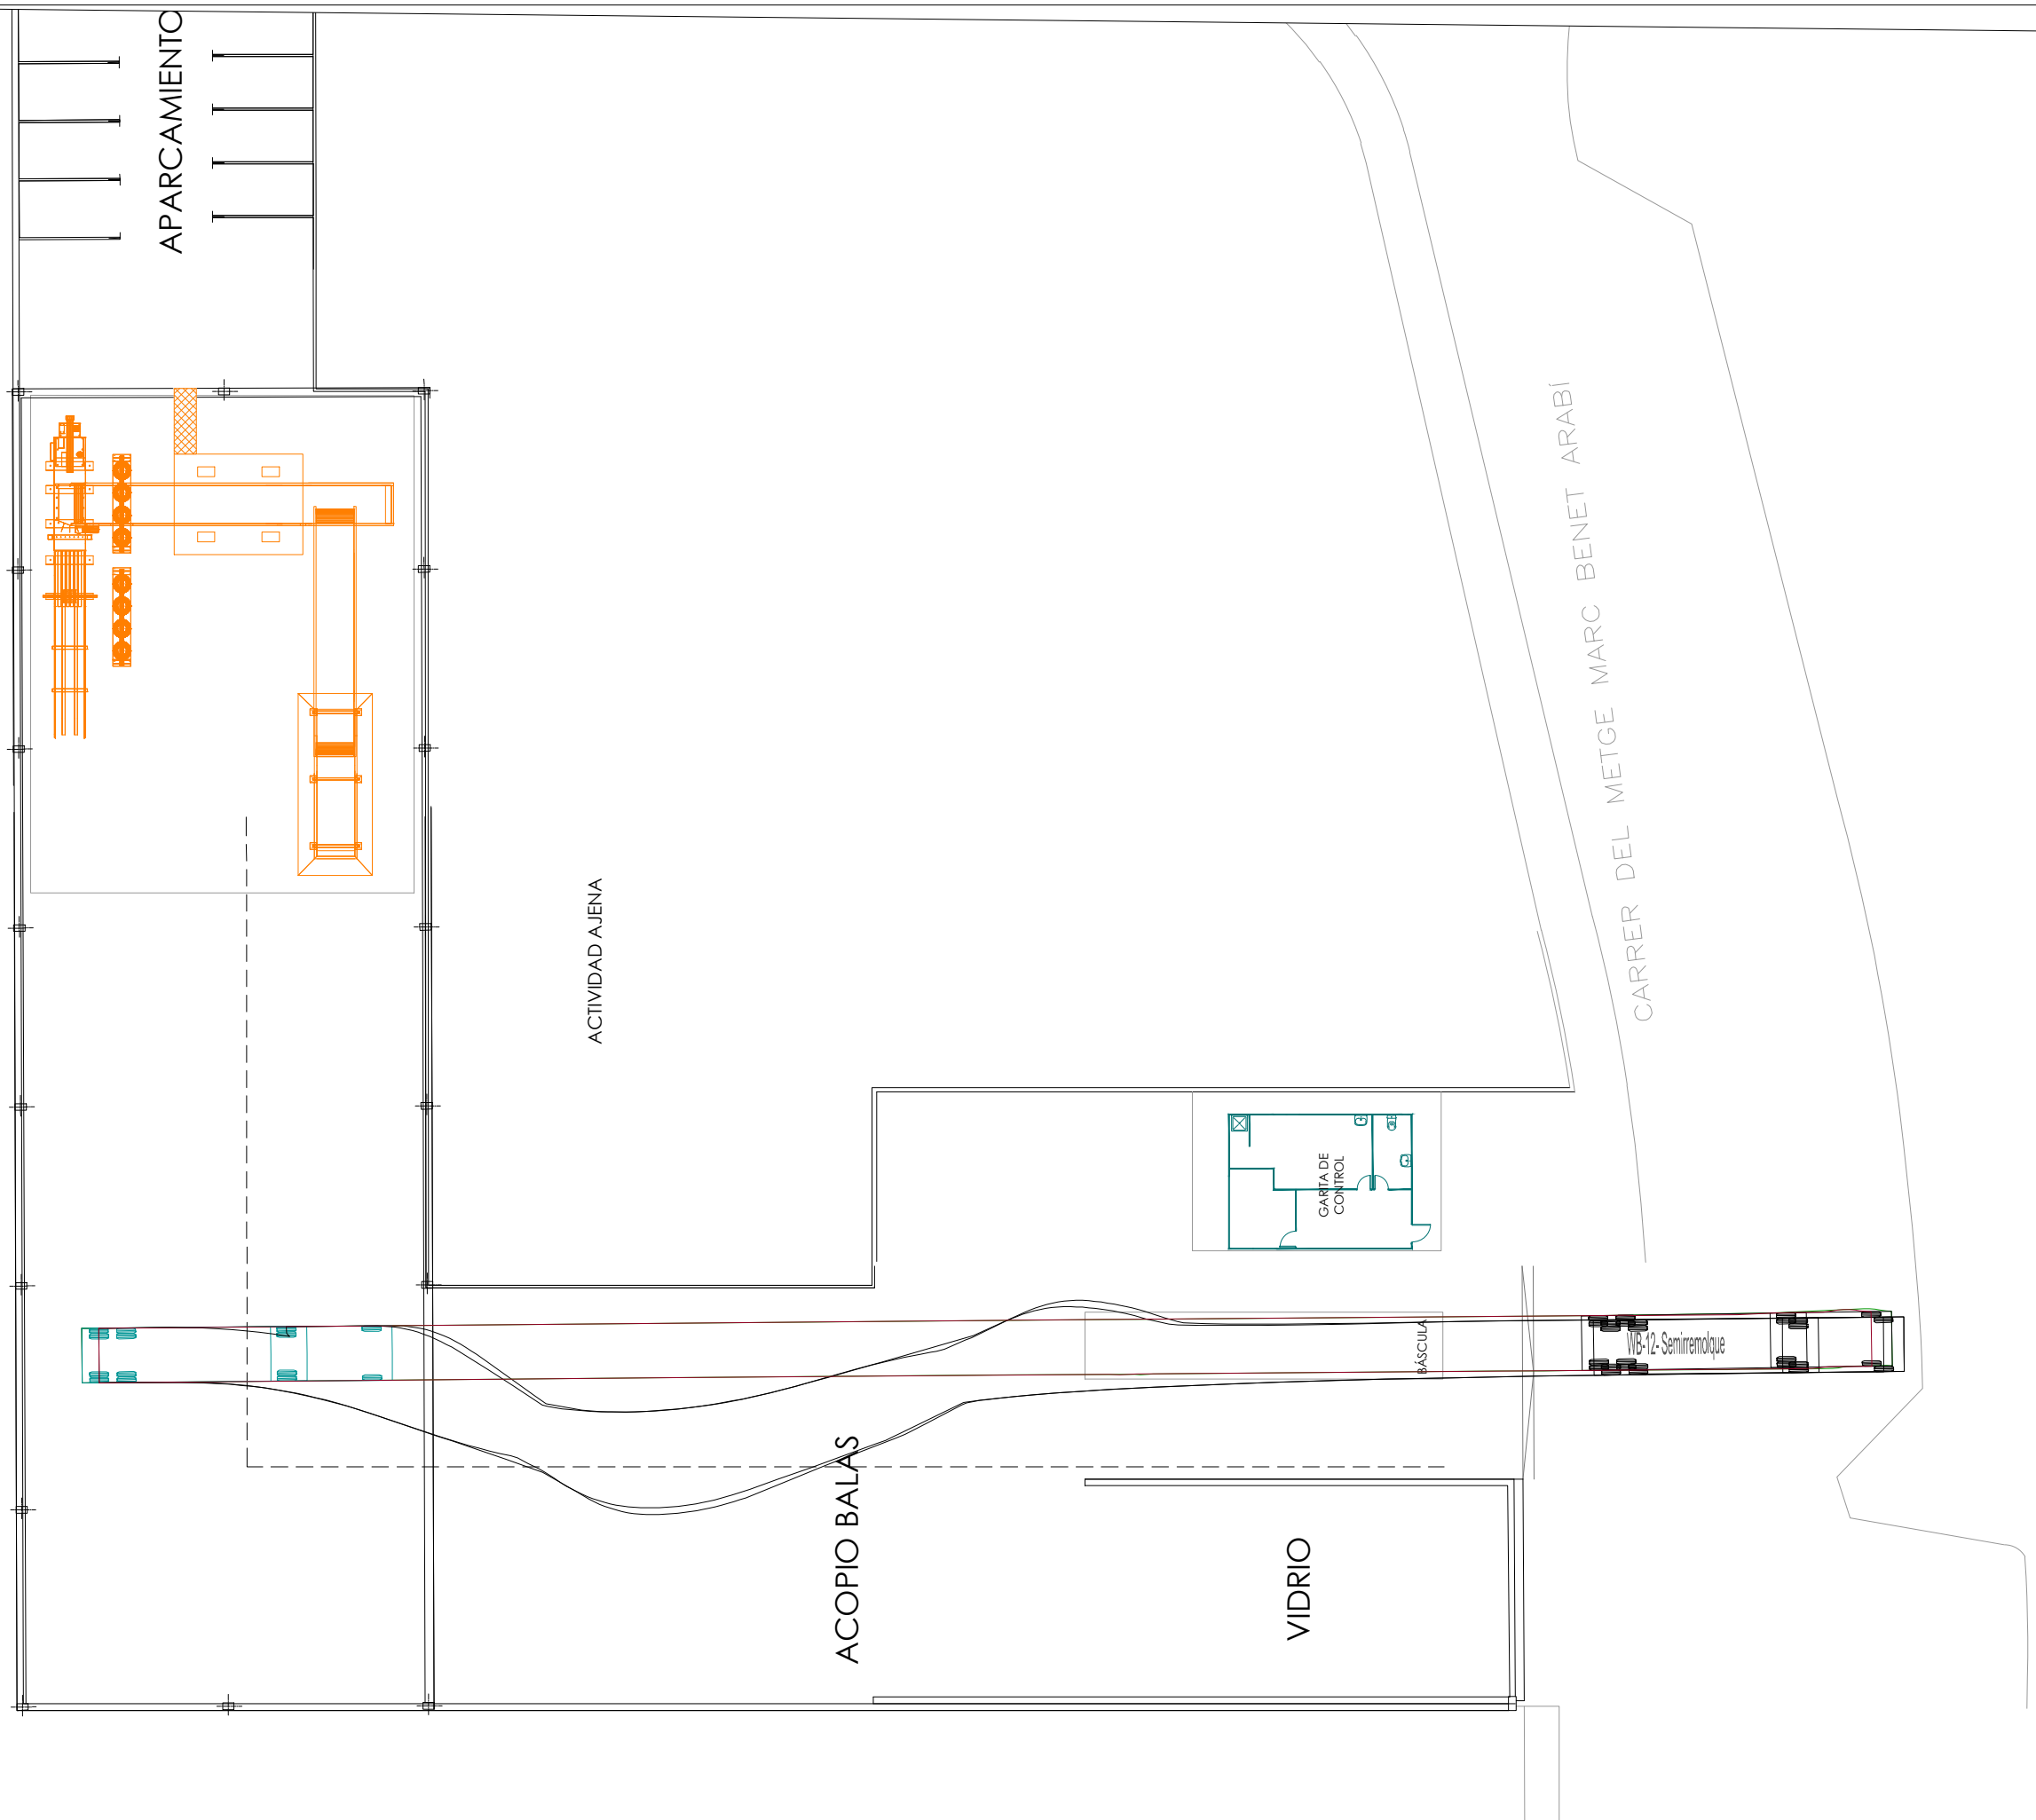 APARCAMIENTO
CARRER DEL METGE MARC BENET ARABÍ
ACTIVIDAD AJENA
GARITA DE
CONTROL
BÁSCULA
WB-12- Semirremolque
ACOPIO BALAS
VIDRIO